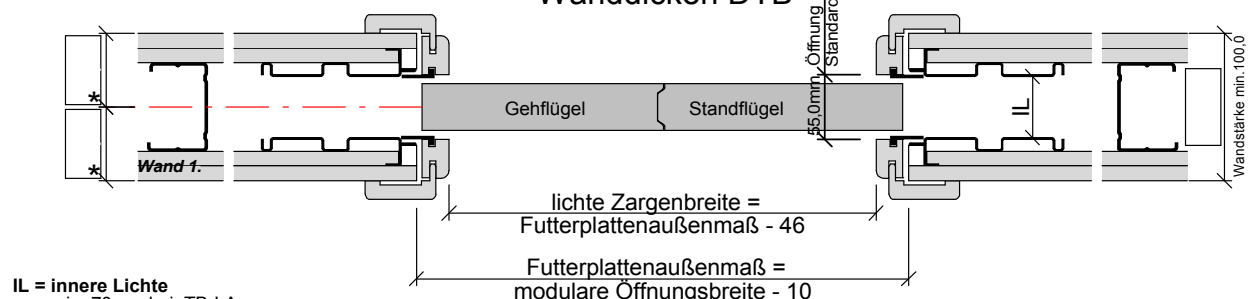 Wanddicken DTB
55,0mm Öffnung
Standard
*
*
Gehflügel
Standflügel
IL
Wandstärke min.100,0
Wand 1.
lichte Zargenbreite =
Futterplattenaußenmaß - 46
Futterplattenaußenmaß =
modulare Öffnungsbreite - 10
IL = innere Lichte